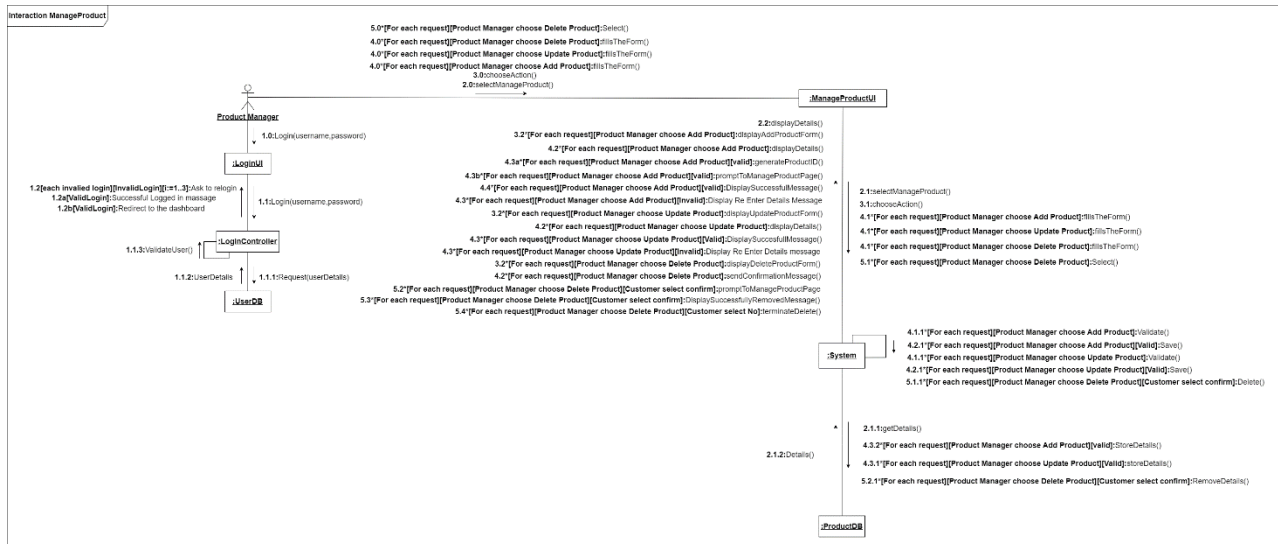 Interaction ManageProduct
5.0*[For each request][Product Manager choose Delete Product]:Select()
4.0*[For each request][Product Manager choose Delete Product]:fillsTheForm()
4.0*[For each request][Product Manager choose Update Product]:fillsTheForm()
4.0*[For each request][Product Manager choose Add Product]:fillsTheForm()
3.0:chooseAction()
2.0:selectManageProduct()
Product Manager
:ManageProductUI
1.0:Login(username,password)
:LoginUI
1.2[each invalied login][InvalidLogin][i:=1..3]:Ask to relogin
1.2a[ValidLogin]:Successful Logged in massage
1.2b[ValidLogin]:Redirect to the dashboard
1.1:Login(username,password)
:LoginController
1.1.3:ValidateUser()
1.1.2:UserDetails
1.1.1:Request(userDetails)
:UserDB
2.2:displayDetails()
3.2*[For each request][Product Manager choose Add Product]:displayAddProductForm()
4.2*[For each request][Product Manager choose Add Product]:displayDetails()
4.3a*[For each request][Product Manager choose Add Product][valid]:generateProductID()
4.3b*[For each request][Product Manager choose Add Product][valid]:promptToManageProductPage()
4.4*[For each request][Product Manager choose Add Product][valid]:DisplaySuccessfulMessage()
4.3*[For each request][Product Manager choose Add Product][Invalid]:Display Re Enter Details Message
3.2*[For each request][Product Manager choose Update Product]:displayUpdateProductForm()
4.2*[For each request][Product Manager choose Update Product]:displayDetails()
4.3*[For each request][Product Manager choose Update Product][Valid]:DisplaySuccessfullMessage()
4.3*[For each request][Product Manager choose Update Product][Invalid]:Display Re Enter Details message
3.2*[For each request][Product Manager choose Delete Product]:displayDeleteProductForm()
4.2*[For each request][Product Manager choose Delete Product]:sendConfirmationMessage()
5.2*[For each request][Product Manager choose Delete Product][Customer select confirm]:promptToManageProductPage
5.3*[For each request][Product Manager choose Delete Product][Customer select confirm]:DisplaySuccessfullyRemovedMessage()
5.4*[For each request][Product Manager choose Delete Product][Customer select No]:terminateDelete()
2.1:selectManageProduct()
3.1:chooseAction()
4.1*[For each request][Product Manager choose Add Product]:fillsTheForm()
4.1*[For each request][Product Manager choose Update Product]:fillsTheForm()
4.1*[For each request][Product Manager choose Delete Product]:fillsTheForm()
5.1*[For each request][Product Manager choose Delete Product]:Select()
:System
4.1.1*[For each request][Product Manager choose Add Product]:Validate()
4.2.1*[For each request][Product Manager choose Add Product][Valid]:Save()
4.1.1*[For each request][Product Manager choose Update Product]:Validate()
4.2.1*[For each request][Product Manager choose Update Product][Valid]:Save()
5.1.1*[For each request][Product Manager choose Delete Product][Customer select confirm]:Delete()
2.1.2:Details()
2.1.1:getDetails()
4.3.2*[For each request][Product Manager choose Add Product][valid]:StoreDetails()
4.3.1*[For each request][Product Manager choose Update Product][Valid]:storeDetails()
5.2.1*[For each request][Product Manager choose Delete Product][Customer select confirm]:RemoveDetails()
:ProductDB